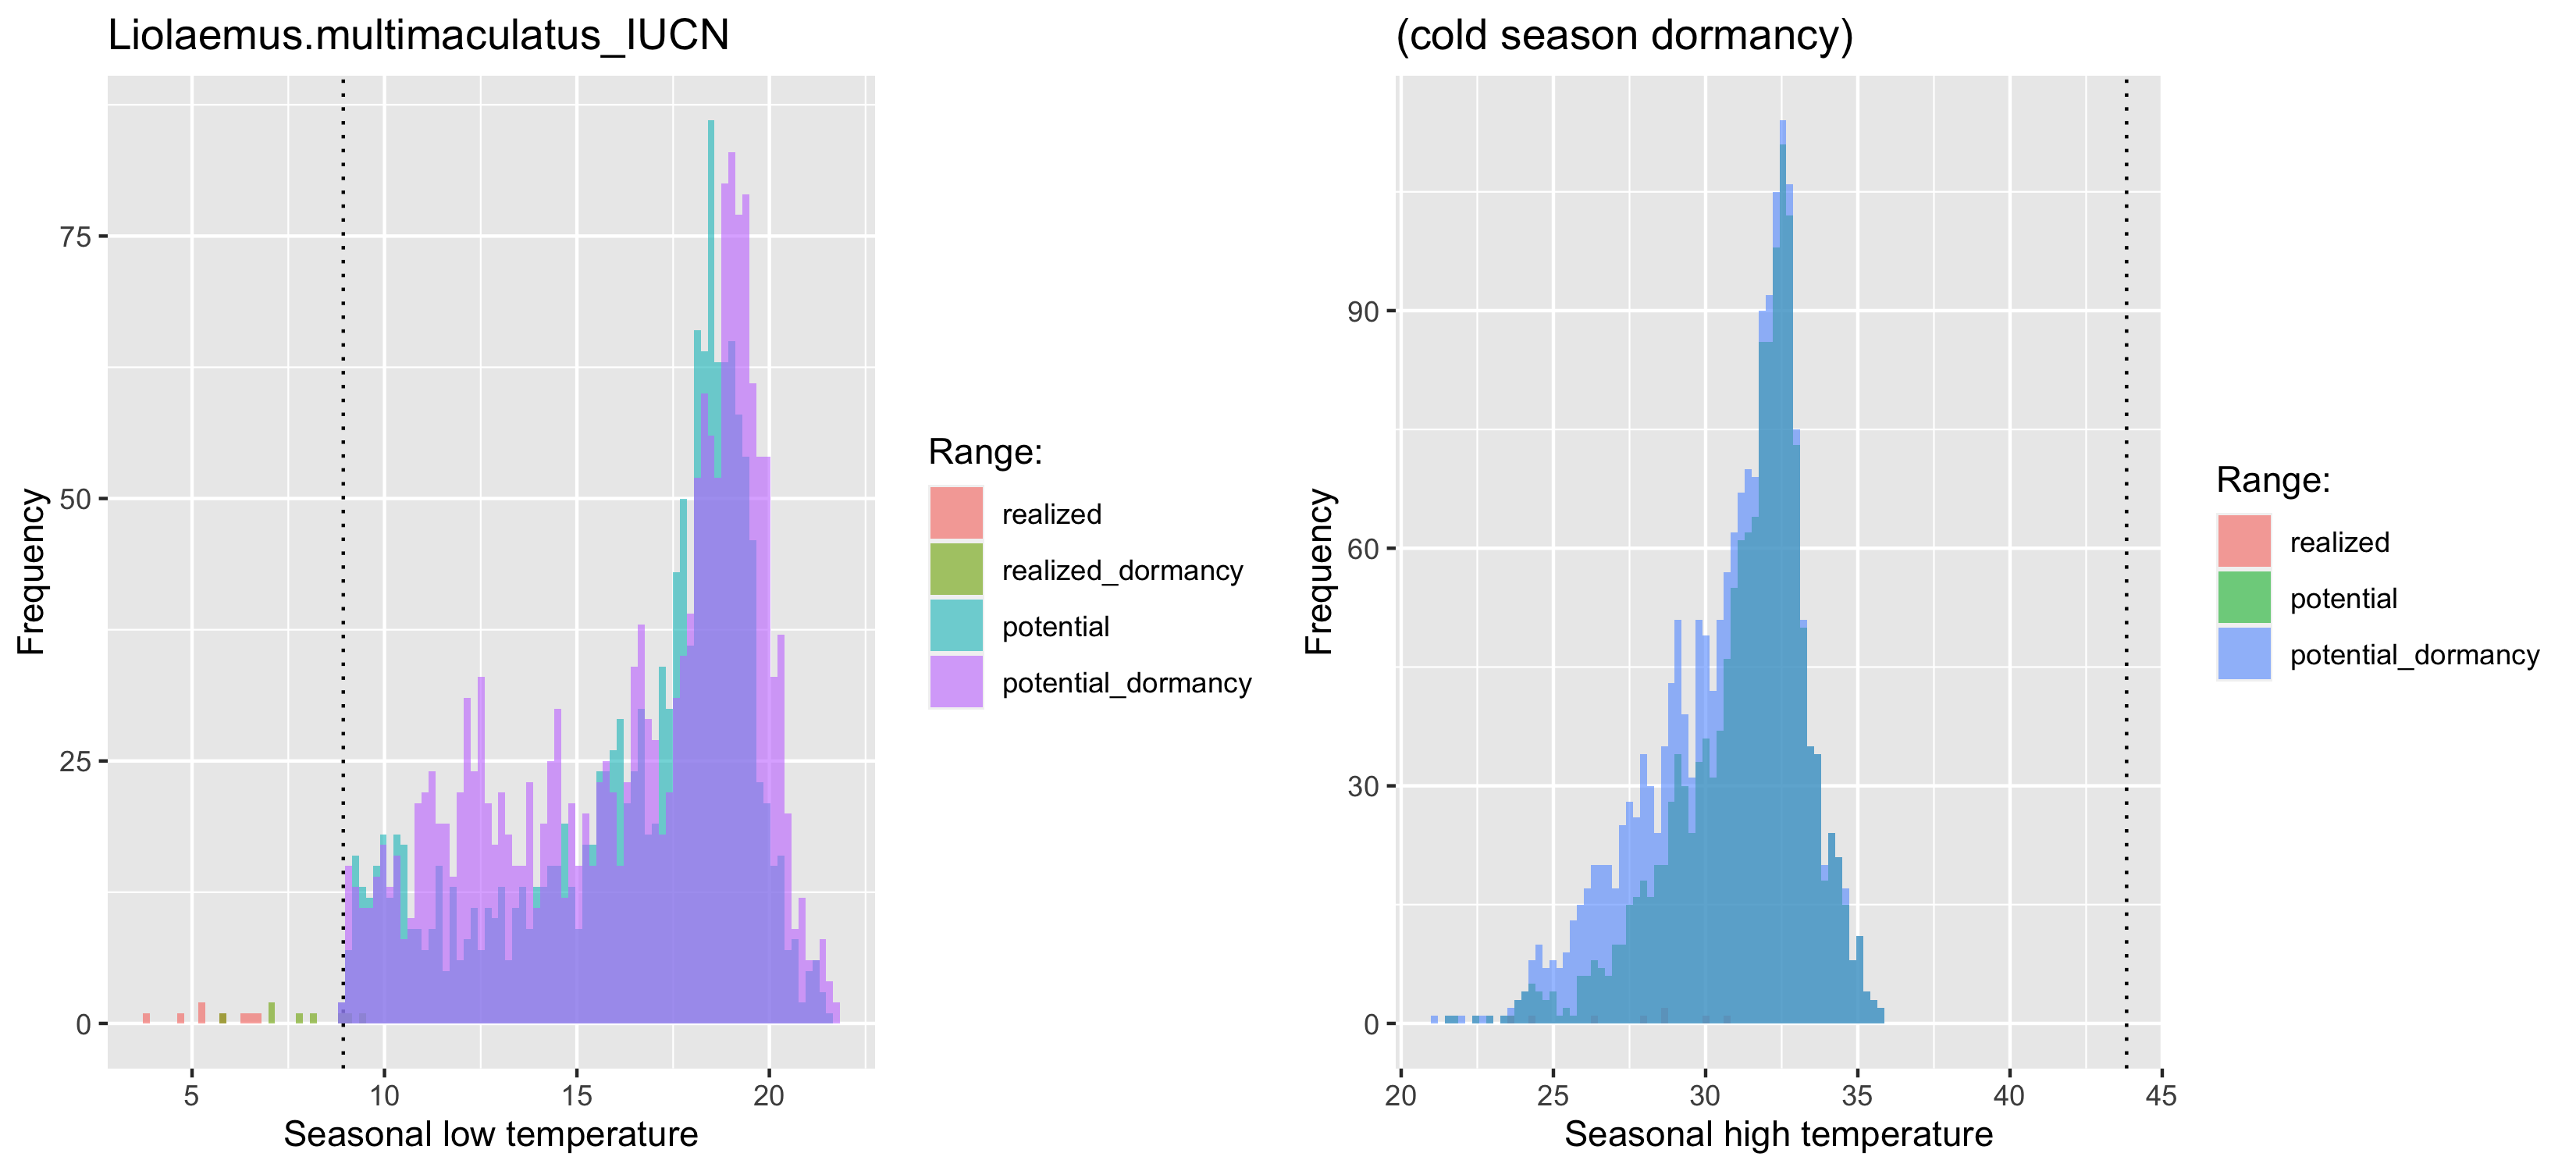 Liolaemus.multimaculatus_IUCN
Frequency
75
50
25
0
5
10
15
20
Seasonal low temperature
Range:
realized
realized_dormancy
potential
potential_dormancy
(cold season dormancy)
Frequency
90
60
30
0
20
25
30
35
40
45
Seasonal high temperature
Range:
realized
potential
potential_dormancy